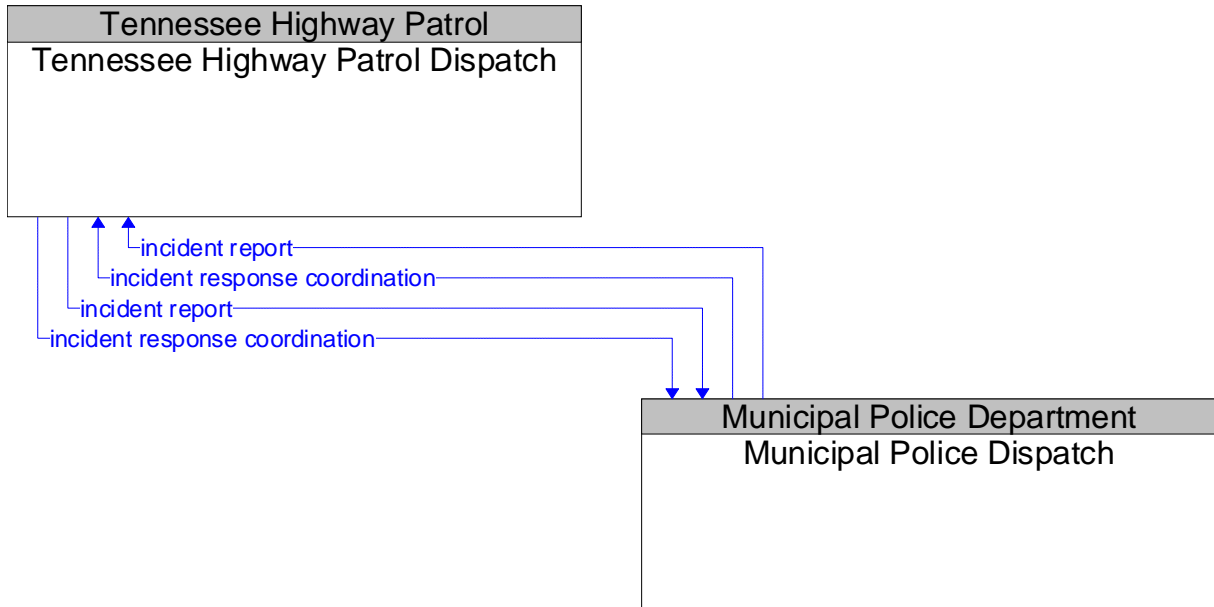 Tennessee Highway Patrol
Tennessee Highway Patrol Dispatch
incident report
incident response coordination
incident report
incident response coordination
Municipal Police Department
Municipal Police Dispatch